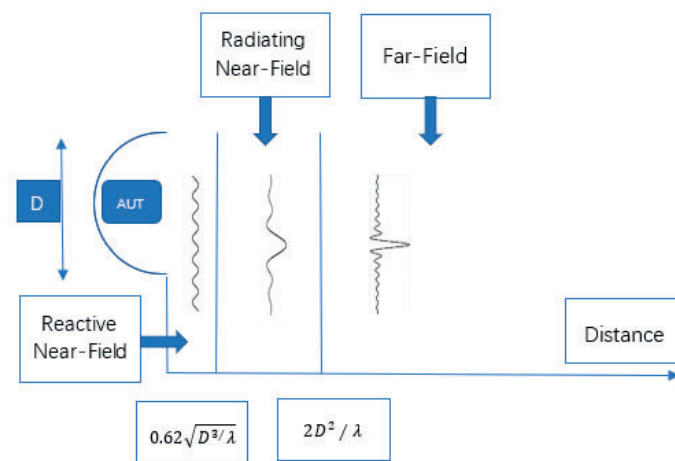 Radiating
Near-Field
Far-Field
D
AUT
Reactive
Near-Field
Distance
0.62√D³/λ
2D² / λ